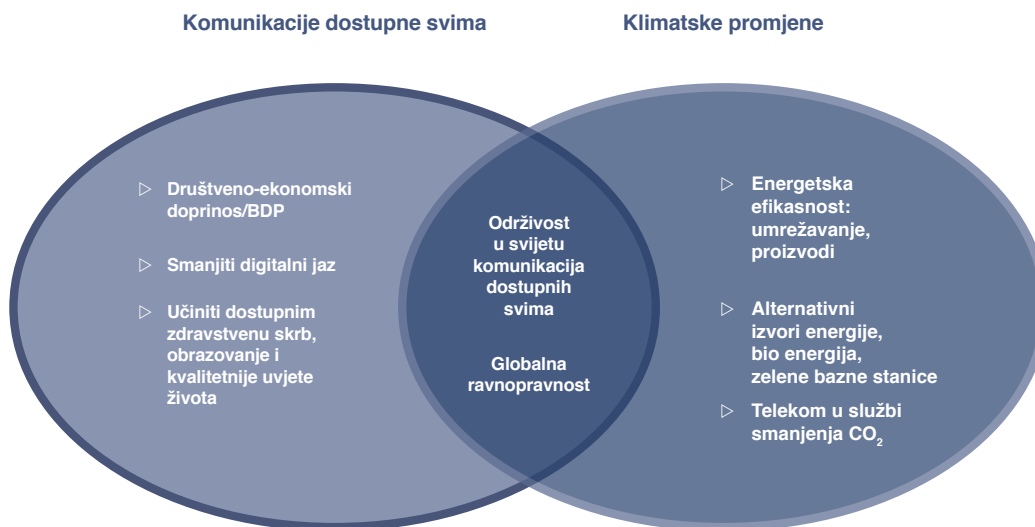 Komunikacije dostupne svima
Klimatske promjene
▷ Društveno-ekonomski
doprinos/BDP
▷ Smanjiti digitalni jaz
▷ Učiniti dostupnim
zdravstvenu skrb,
obrazovanje i
kvalitetnije uvjete
života
Održivost
u svijetu
komunikacija
dostupnih
svima
Globalna
ravnopravnost
▷ Energetska
efikasnost:
umrežavanje,
proizvodi
▷ Alternativni
izvori energije,
bio energija,
zelene bazne stanice
▷ Telekom u službi
smanjenja CO₂